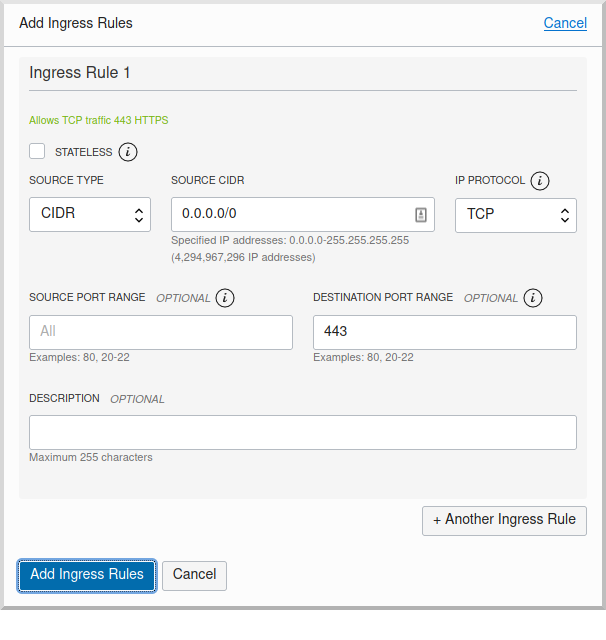 Add Ingress Rules
Cancel
Ingress Rule 1
Allows TCP traffic 443 HTTPS
STATELESS i
SOURCE TYPE
SOURCE CIDR
IP PROTOCOL i
CIDR
0.0.0.0/0
TCP
Specified IP addresses: 0.0.0.0-255.255.255.255
(4,294,967,296 IP addresses)
SOURCE PORT RANGE OPTIONAL i
DESTINATION PORT RANGE OPTIONAL i
All
443
Examples: 80, 20-22
Examples: 80, 20-22
DESCRIPTION OPTIONAL
Maximum 255 characters
+ Another Ingress Rule
Add Ingress Rules
Cancel